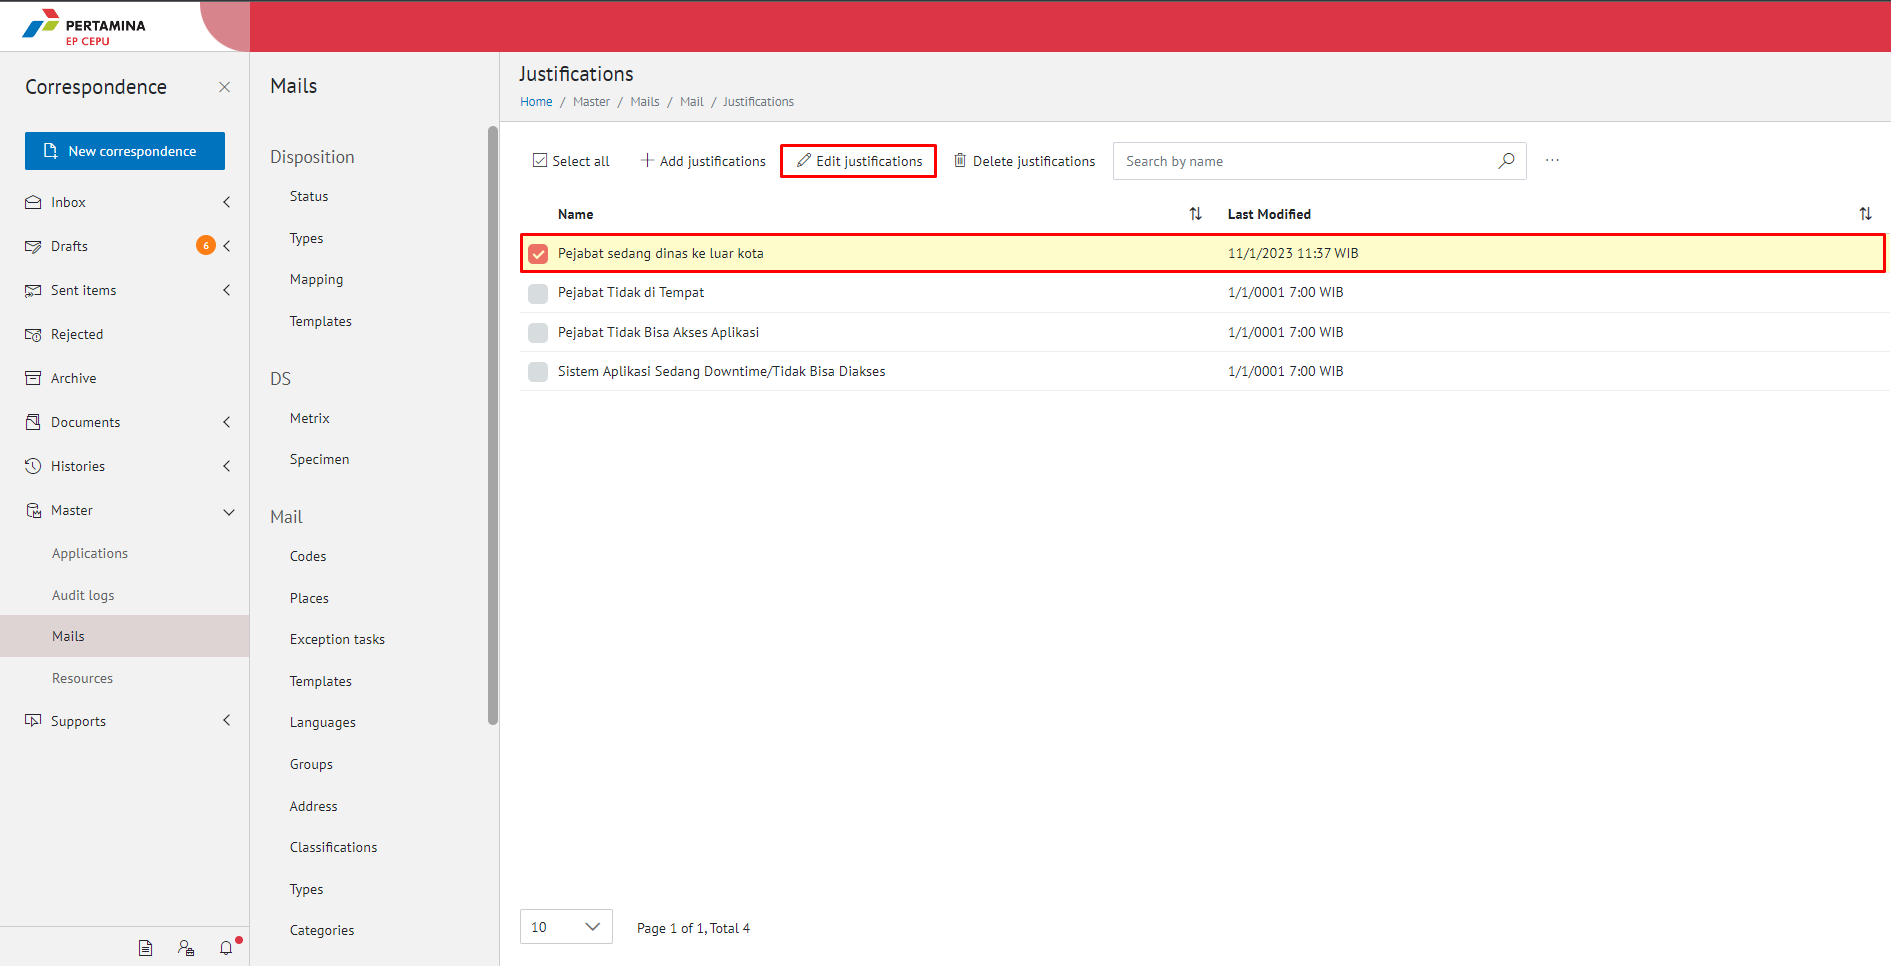 PERTAMINA
EP CEPU
Correspondence
New correspondence
Inbox
Drafts
6
Sent items
Rejected
Archive
Documents
Histories
Master
Applications
Audit logs
Mails
Resources
Supports
Mails
Disposition
Status
Types
Mapping
Templates
DS
Metrix
Specimen
Mail
Codes
Places
Exception tasks
Templates
Languages
Groups
Address
Classifications
Types
Categories
Justifications
Home / Master / Mails / Mail / Justifications
Select all Add justifications Edit justifications Delete justifications Search by name ...
Name Last Modified
Pejabat sedang dinas ke luar kota 11/1/2023 11:37 WIB
Pejabat Tidak di Tempat 1/1/0001 7:00 WIB
Pejabat Tidak Bisa Akses Aplikasi 1/1/0001 7:00 WIB
Sistem Aplikasi Sedang Downtime/Tidak Bisa Diakses 1/1/0001 7:00 WIB
10 Page 1 of 1, Total 4